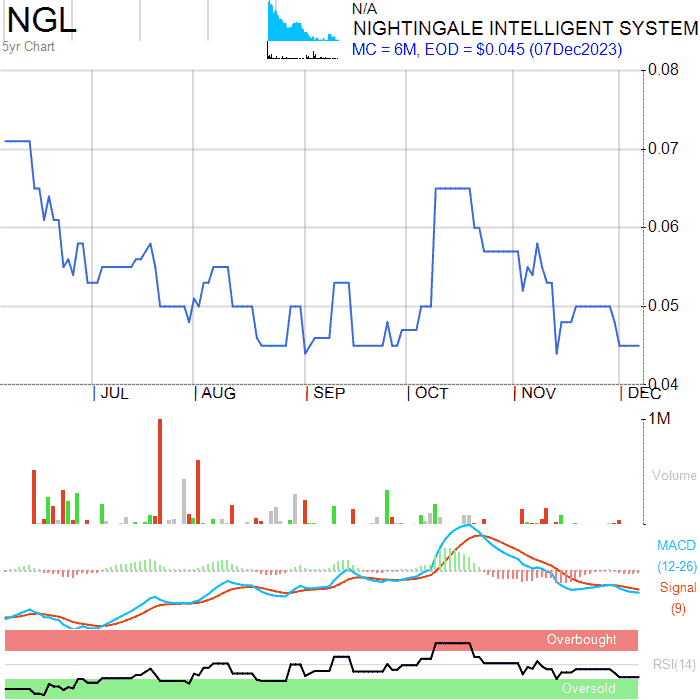 NGL
5yr Chart
N/A
NIGHTINGALE INTELLIGENT SYSTEM
MC = 6M, EOD = $0.045 (07Dec2023)
0.08
0.07
0.06
0.05
0.04
JUL AUG SEP OCT NOV DEC
1M
Volume
MACD
(12-26)
Signal
(9)
Overbought
RSI(14)
Oversold